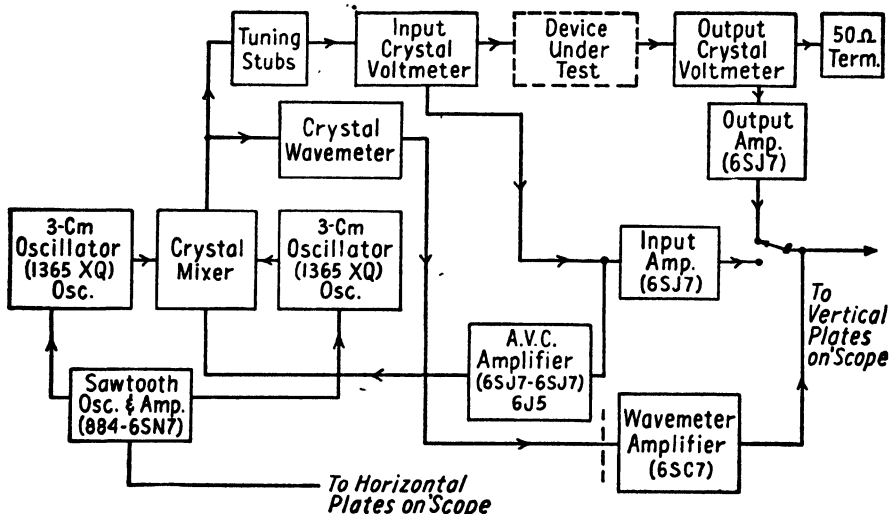 Tuning
Stubs
Input
Crystal
Voltmeter
Device
Under
Test
Output
Crystal
Voltmeter
50Ω
Term.
Crystal
Wavemeter
Output
Amp.
(6SJ7)
3-Cm
Oscillator
(1365 XQ)
Osc.
Crystal
Mixer
3-Cm
Oscillator
(1365 XQ)
Osc.
Input
Amp.
(6SJ7)
To
Vertical
Plates
on Scope
A.V.C.
Amplifier
(6SJ7-6SJ7)
6J5
Sawtooth
Osc. & Amp.
(884-6SN7)
Wavemeter
Amplifier
(6SC7)
To Horizontal
Plates on Scope